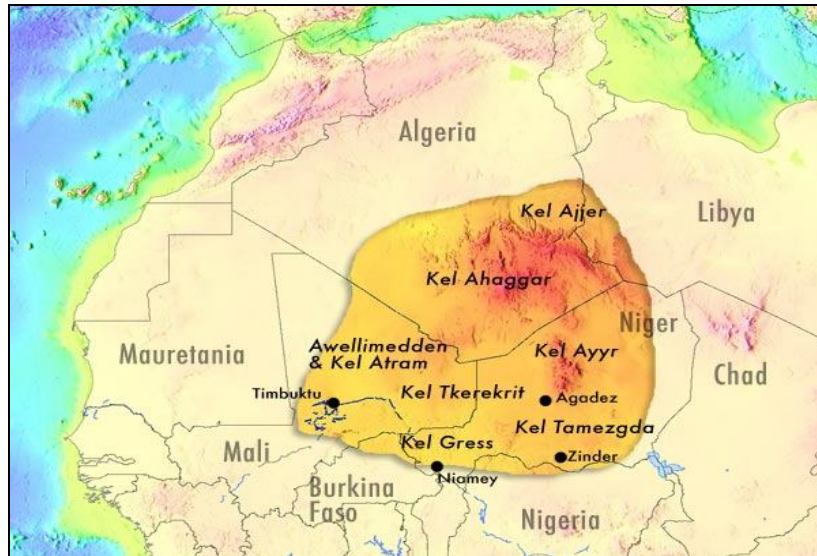 Algeria
Kel Ajjer
Libya
Kel Ahaggar
Niger
Awellimedden
& Kel Atram
Kel Ayyr
Mauretania
Chad
Timbuktu
Kel Tkerekrit
Agadez
Kel Tamezgda
Kel Gress
Mali
Zinder
Niamey
Burkina
Faso
Nigeria